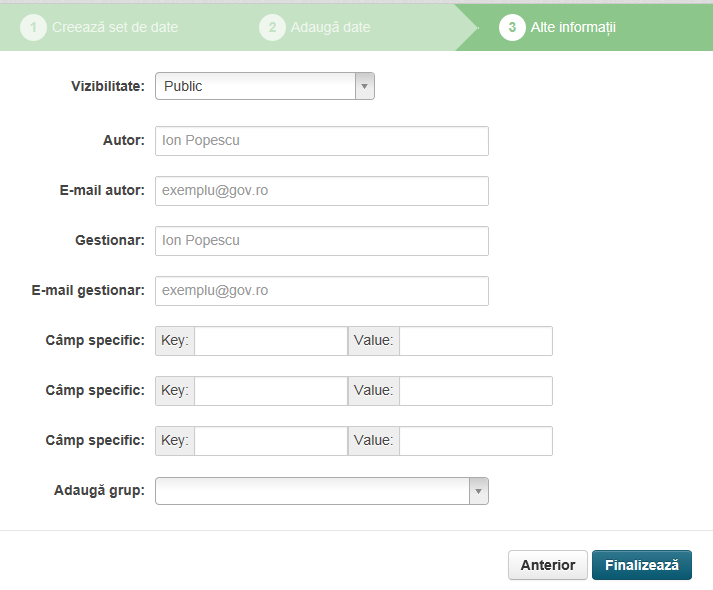 1 Creează set de date 2 Adaugă date 3 Alte informații
Vizibilitate: Public
Autor: Ion Popescu
E-mail autor: exemplu@gov.ro
Gestionar: Ion Popescu
E-mail gestionar: exemplu@gov.ro
Câmp specific: Key: Value:
Câmp specific: Key: Value:
Câmp specific: Key: Value:
Adaugă grup:
Anterior Finalizează